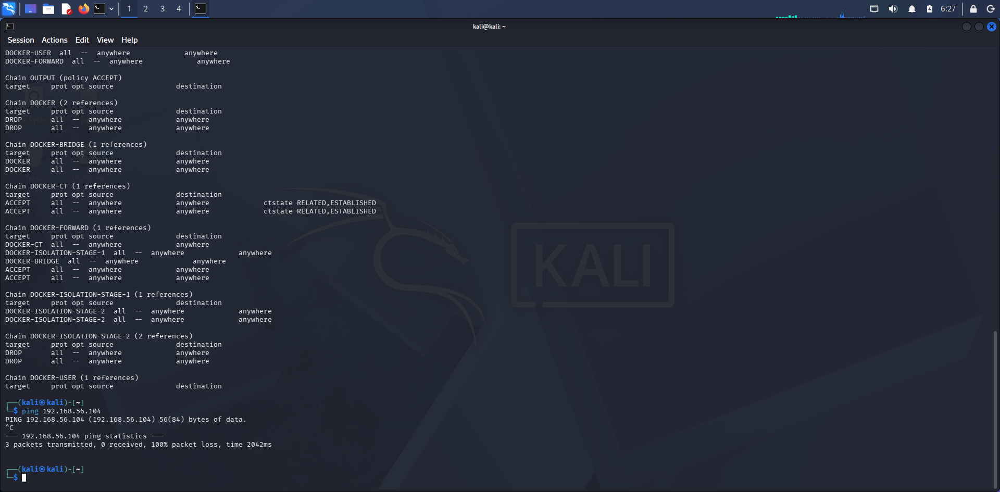 1 2 3 4 6:27
kali@kali: ~
Session Actions Edit View Help
DOCKER-USER  all  --  anywhere             anywhere
DOCKER-FORWARD  all  --  anywhere             anywhere
Chain OUTPUT (policy ACCEPT)
target     prot opt source               destination
Chain DOCKER (2 references)
target     prot opt source               destination
DROP       all  --  anywhere             anywhere
DROP       all  --  anywhere             anywhere
Chain DOCKER-BRIDGE (1 references)
target     prot opt source               destination
DOCKER     all  --  anywhere             anywhere
DOCKER     all  --  anywhere             anywhere
Chain DOCKER-CT (1 references)
target     prot opt source               destination
ACCEPT     all  --  anywhere             anywhere             ctstate RELATED,ESTABLISHED
ACCEPT     all  --  anywhere             anywhere             ctstate RELATED,ESTABLISHED
Chain DOCKER-FORWARD (1 references)
target     prot opt source               destination
DOCKER-CT  all  --  anywhere             anywhere
DOCKER-ISOLATION-STAGE-1  all  --  anywhere             anywhere
DOCKER-BRIDGE  all  --  anywhere             anywhere
ACCEPT     all  --  anywhere             anywhere
ACCEPT     all  --  anywhere             anywhere
Chain DOCKER-ISOLATION-STAGE-1 (1 references)
target     prot opt source               destination
DOCKER-ISOLATION-STAGE-2  all  --  anywhere             anywhere
DOCKER-ISOLATION-STAGE-2  all  --  anywhere             anywhere
Chain DOCKER-ISOLATION-STAGE-2 (2 references)
target     prot opt source               destination
DROP       all  --  anywhere             anywhere
DROP       all  --  anywhere             anywhere
Chain DOCKER-USER (1 references)
target     prot opt source               destination
┌──(kali㉿kali)-[~]
└─$ ping 192.168.56.104
PING 192.168.56.104 (192.168.56.104) 56(84) bytes of data.
^C
--- 192.168.56.104 ping statistics ---
3 packets transmitted, 0 received, 100% packet loss, time 2042ms
┌──(kali㉿kali)-[~]
└─$
KALI
Trash